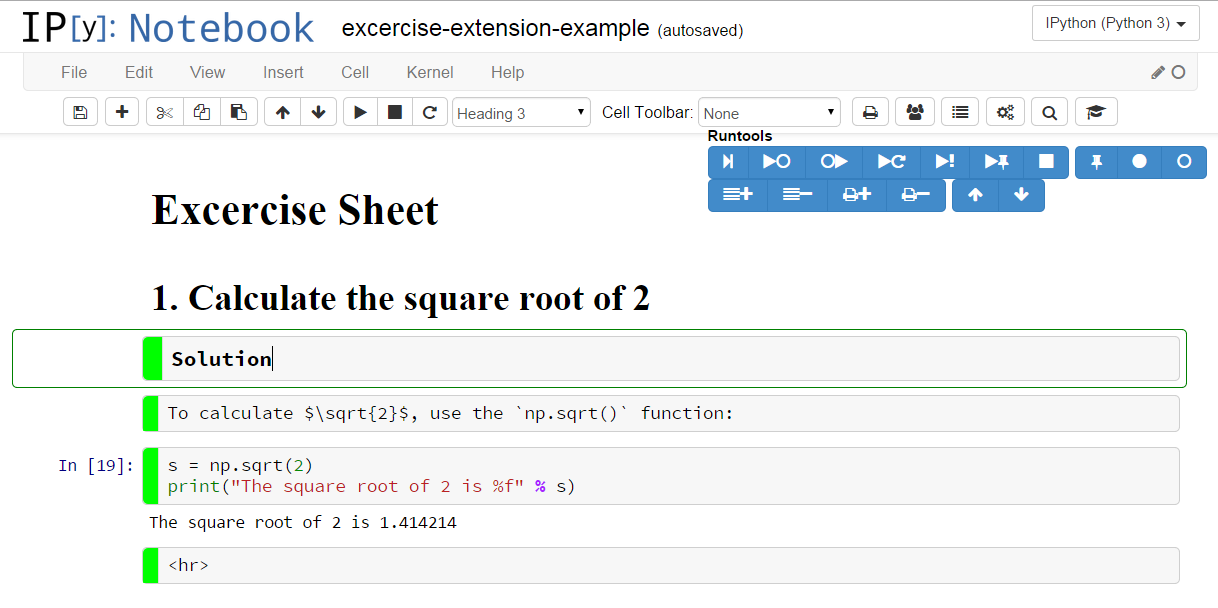 IP[y]: Notebook excercise-extension-example (autosaved) IPython (Python 3)
File Edit View Insert Cell Kernel Help
Heading 3 Cell Toolbar: None
Runtools
Excercise Sheet
1. Calculate the square root of 2
Solution
To calculate $\sqrt{2}$, use the `np.sqrt()` function:
In [19]: s = np.sqrt(2)
print("The square root of 2 is %f" % s)
The square root of 2 is 1.414214
<hr>